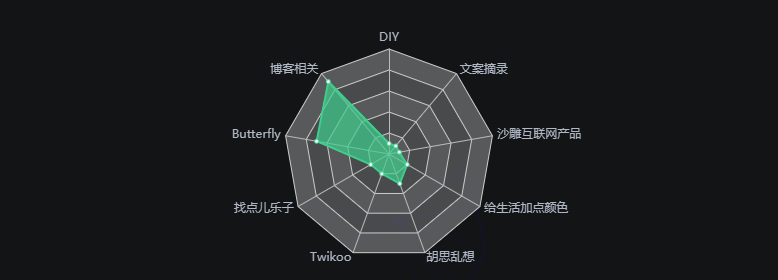 DIY
博客相关
文案摘录
Butterfly
沙雕互联网产品
找点儿乐子
给生活加点颜色
Twikoo
胡思乱想